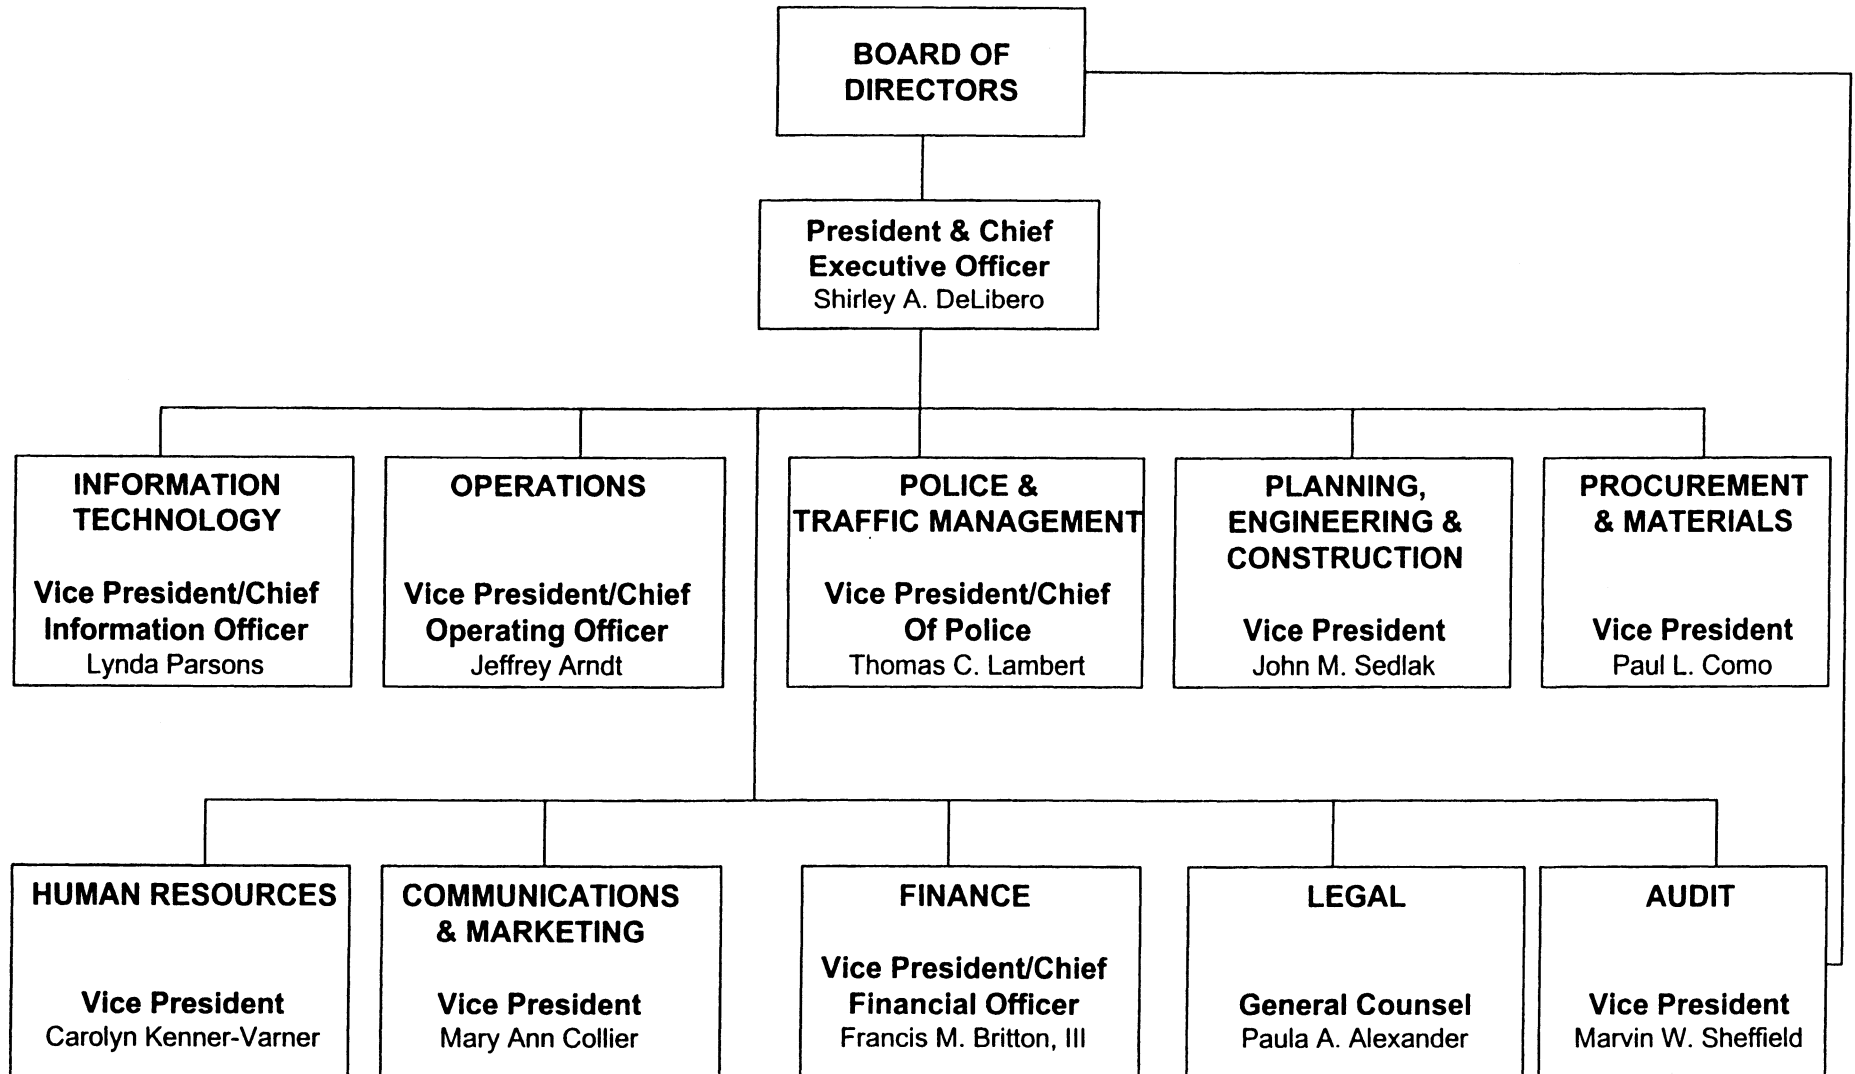 BOARD OF
DIRECTORS
President & Chief
Executive Officer
Shirley A. DeLibero
INFORMATION
TECHNOLOGY
Vice President/Chief
Information Officer
Lynda Parsons
OPERATIONS
Vice President/Chief
Operating Officer
Jeffrey Arndt
POLICE &
TRAFFIC MANAGEMENT
Vice President/Chief
Of Police
Thomas C. Lambert
PLANNING,
ENGINEERING &
CONSTRUCTION
Vice President
John M. Sedlak
PROCUREMENT
& MATERIALS
Vice President
Paul L. Como
HUMAN RESOURCES
Vice President
Carolyn Kenner-Varner
COMMUNICATIONS
& MARKETING
Vice President
Mary Ann Collier
FINANCE
Vice President/Chief
Financial Officer
Francis M. Britton, III
LEGAL
General Counsel
Paula A. Alexander
AUDIT
Vice President
Marvin W. Sheffield